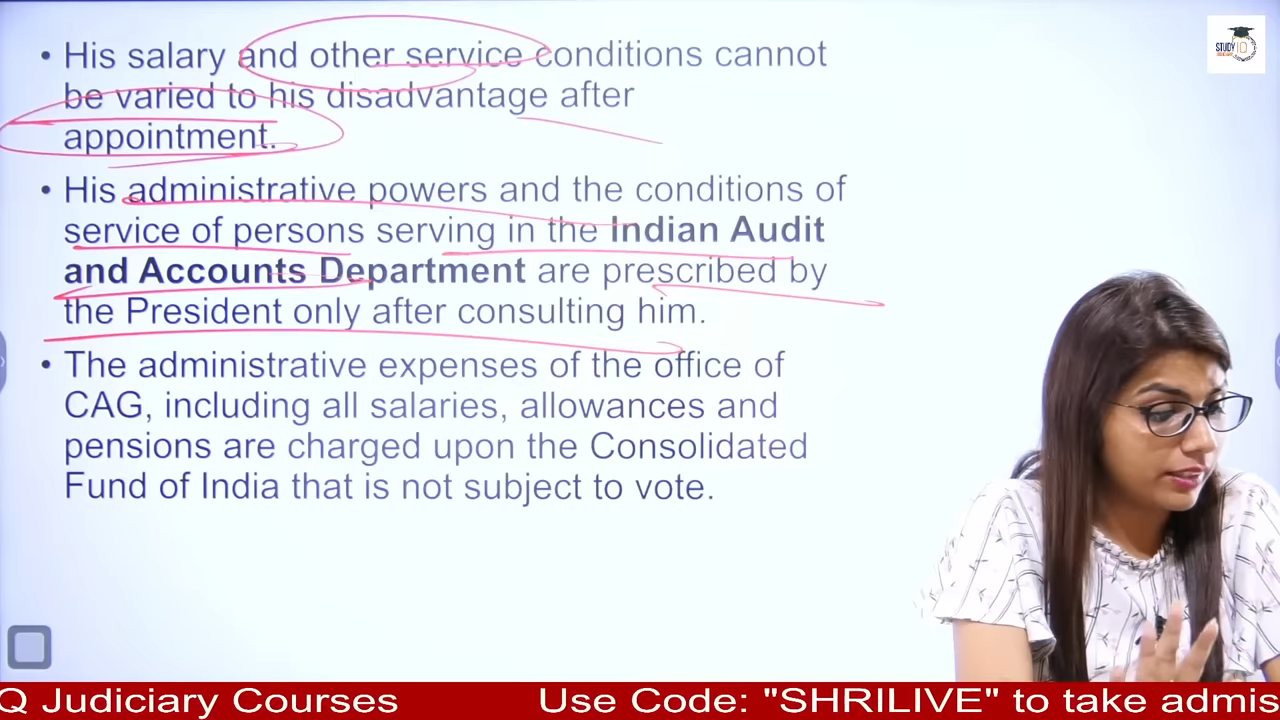 • His salary and other service conditions cannot
be varied to his disadvantage after
appointment.
• His administrative powers and the conditions of
service of persons serving in the Indian Audit
and Accounts Department are prescribed by
the President only after consulting him.
• The administrative expenses of the office of
CAG, including all salaries, allowances and
pensions are charged upon the Consolidated
Fund of India that is not subject to vote.
STUDY IQ
Q Judiciary Courses Use Code: "SHRILIVE" to take admis